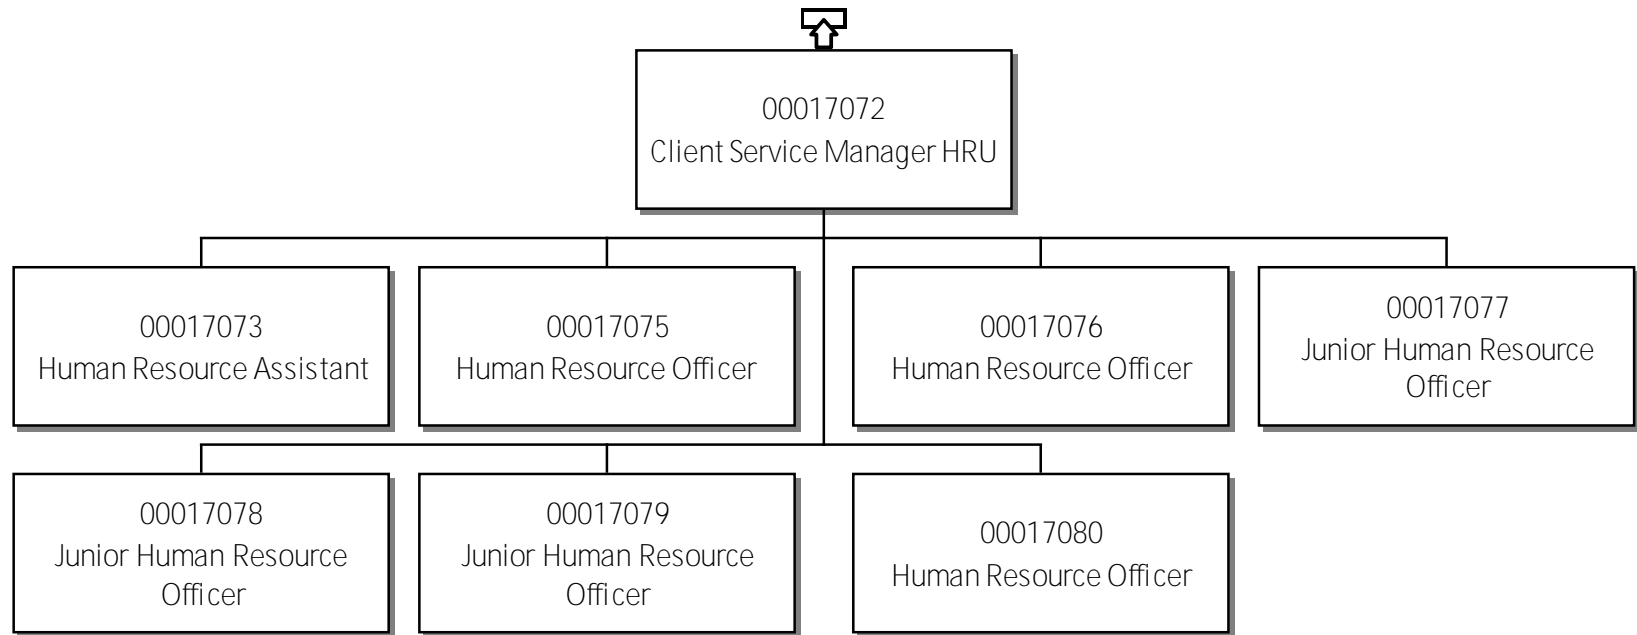 00017072
Client Service Manager HRU
00017073
Human Resource Assistant
00017075
Human Resource Officer
00017076
Human Resource Officer
00017077
Junior Human Resource
Officer
00017078
Junior Human Resource
Officer
00017079
Junior Human Resource
Officer
00017080
Human Resource Officer